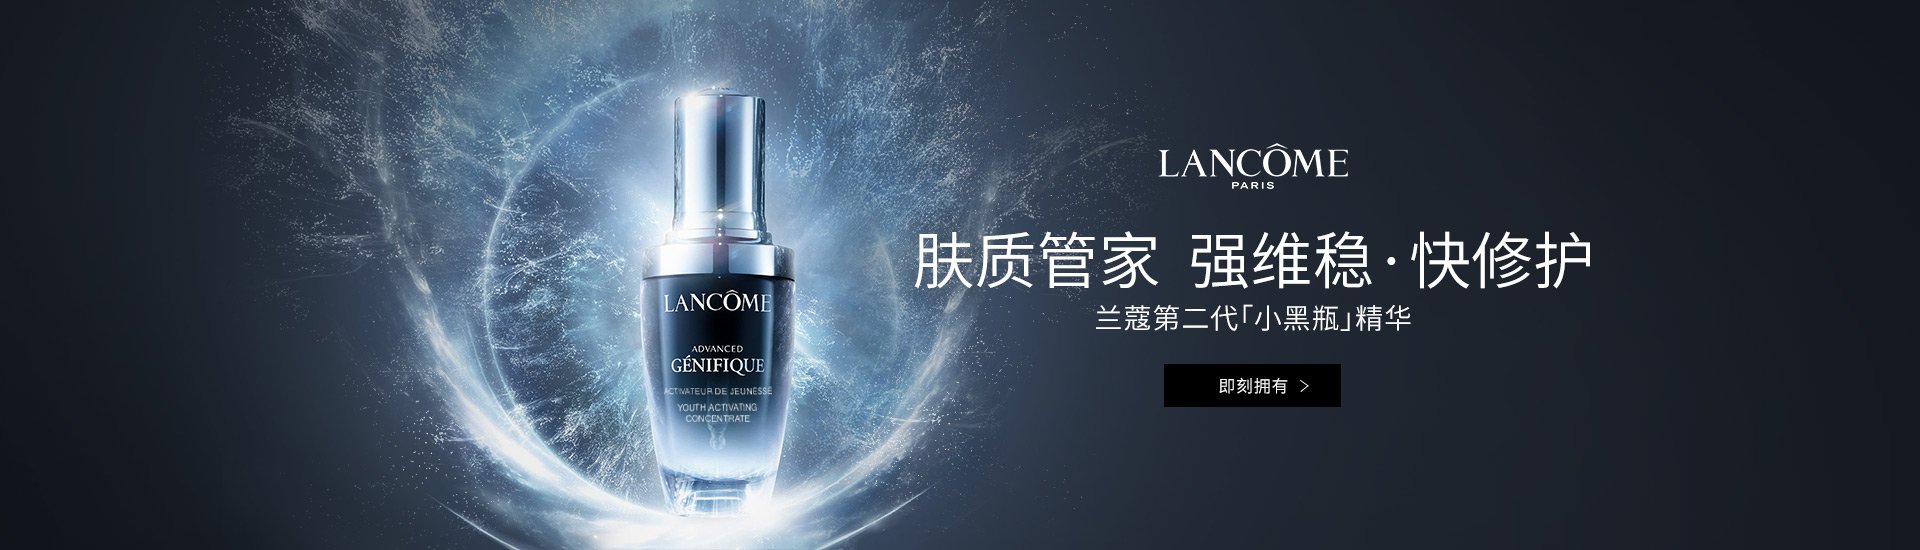 LANCÔME
ADVANCED
GÉNIFIQUE
ACTIVATEUR DE JEUNESSE
YOUTH ACTIVATING
CONCENTRATE
LANCÔME
PARIS
肤质管家 强维稳·快修护
兰蔻第二代「小黑瓶」精华
即刻拥有 >